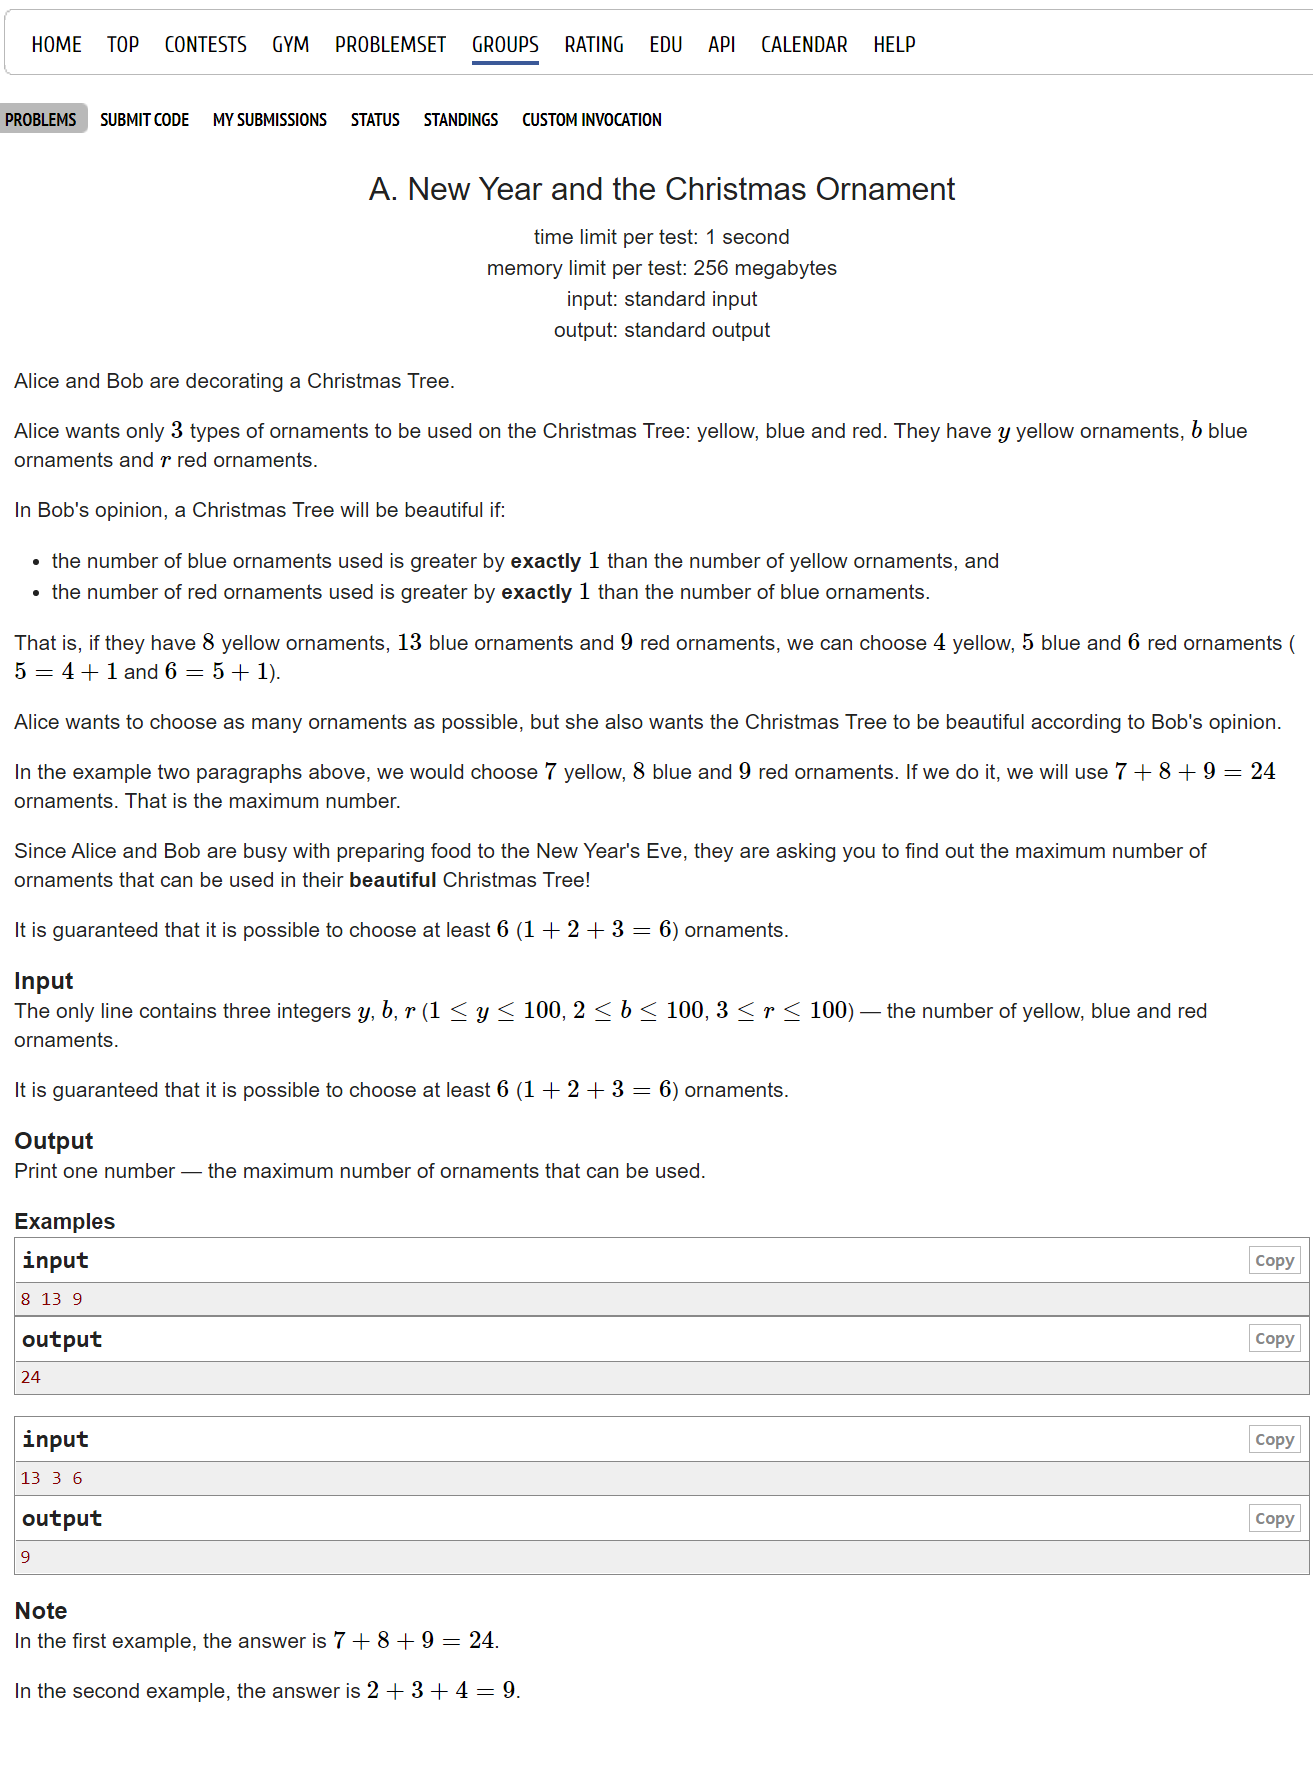 HOME TOP CONTESTS GYM PROBLEMSET GROUPS RATING EDU API CALENDAR HELP
PROBLEMS SUBMIT CODE MY SUBMISSIONS STATUS STANDINGS CUSTOM INVOCATION
A. New Year and the Christmas Ornament
time limit per test: 1 second
memory limit per test: 256 megabytes
input: standard input
output: standard output
Alice and Bob are decorating a Christmas Tree.
Alice wants only 3 types of ornaments to be used on the Christmas Tree: yellow, blue and red. They have y yellow ornaments, b blue
ornaments and r red ornaments.
In Bob's opinion, a Christmas Tree will be beautiful if:
• the number of blue ornaments used is greater by exactly 1 than the number of yellow ornaments, and
• the number of red ornaments used is greater by exactly 1 than the number of blue ornaments.
That is, if they have 8 yellow ornaments, 13 blue ornaments and 9 red ornaments, we can choose 4 yellow, 5 blue and 6 red ornaments (
5 = 4 + 1 and 6 = 5 + 1).
Alice wants to choose as many ornaments as possible, but she also wants the Christmas Tree to be beautiful according to Bob's opinion.
In the example two paragraphs above, we would choose 7 yellow, 8 blue and 9 red ornaments. If we do it, we will use 7 + 8 + 9 = 24
ornaments. That is the maximum number.
Since Alice and Bob are busy with preparing food to the New Year's Eve, they are asking you to find out the maximum number of
ornaments that can be used in their beautiful Christmas Tree!
It is guaranteed that it is possible to choose at least 6 (1 + 2 + 3 = 6) ornaments.
Input
The only line contains three integers y, b, r (1 ≤ y ≤ 100, 2 ≤ b ≤ 100, 3 ≤ r ≤ 100) — the number of yellow, blue and red
ornaments.
It is guaranteed that it is possible to choose at least 6 (1 + 2 + 3 = 6) ornaments.
Output
Print one number — the maximum number of ornaments that can be used.
Examples
input Copy
8 13 9
output Copy
24
input Copy
13 3 6
output Copy
9
Note
In the first example, the answer is 7 + 8 + 9 = 24.
In the second example, the answer is 2 + 3 + 4 = 9.